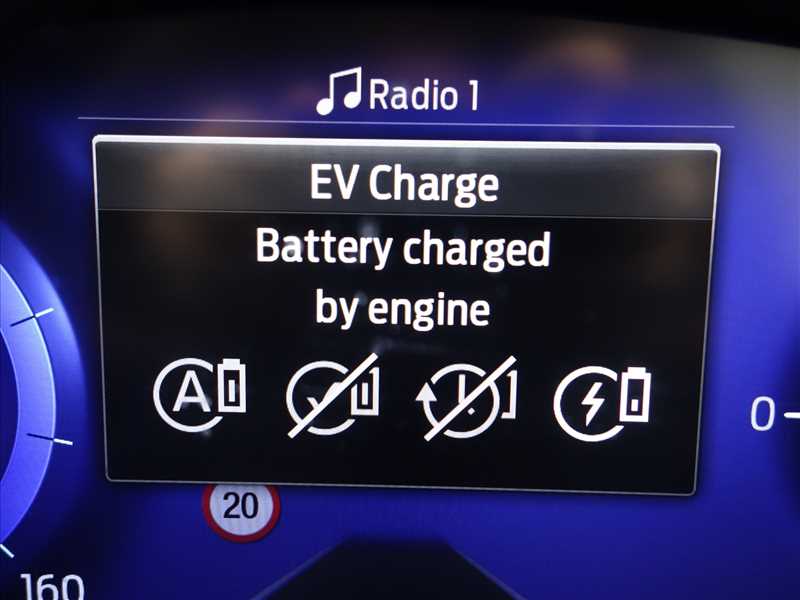 Radio 1
EV Charge
Battery charged
by engine
A
0
20
160